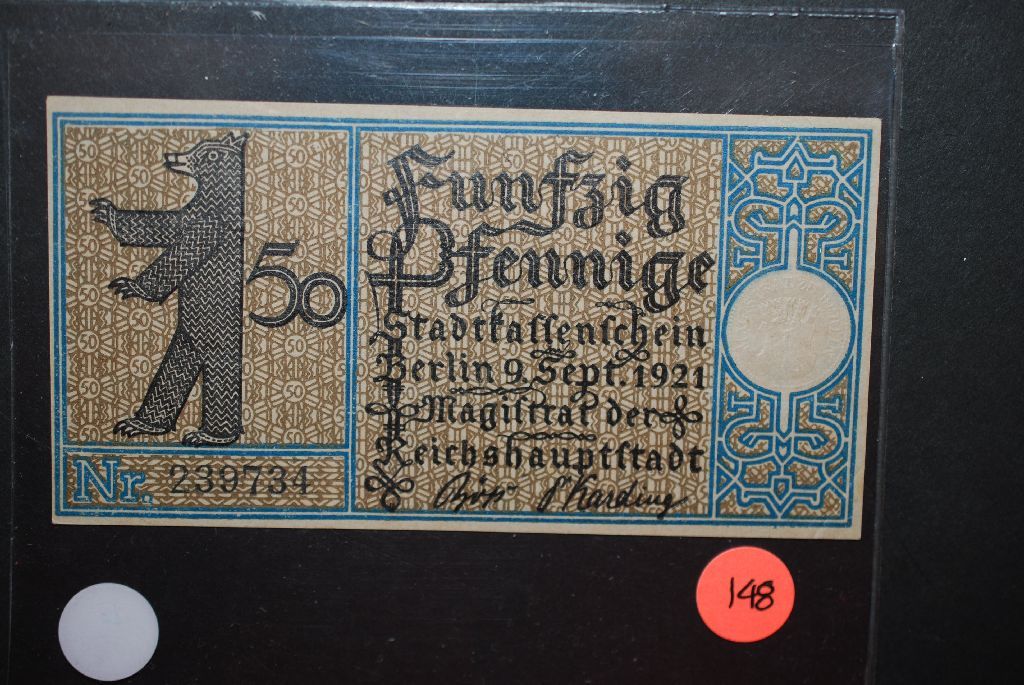 50
Nr. 239734
Funfzig
Pfennige
Stadtkassenschein
Berlin 9. Sept. 1921
Magistrat der
Reichshauptstadt
148